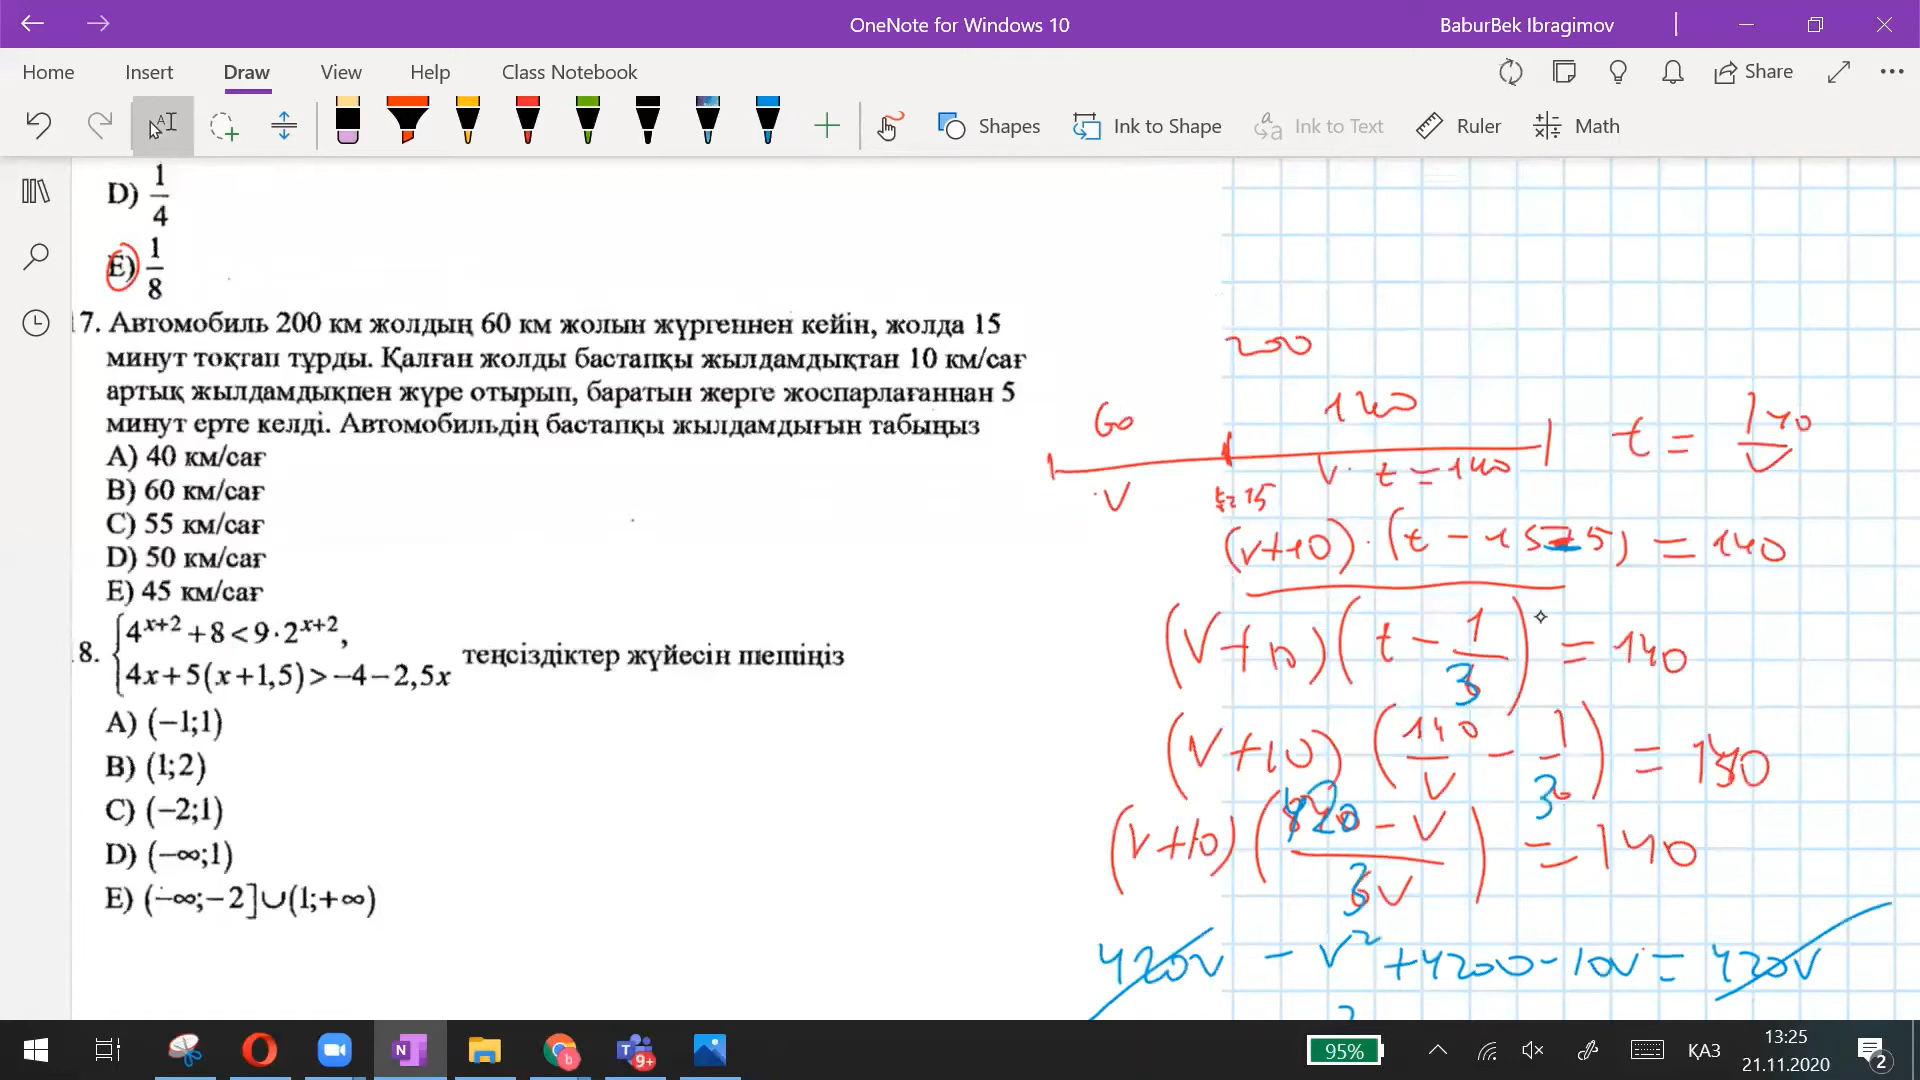 OneNote for Windows 10
BaburBek Ibragimov
Home Insert Draw View Help Class Notebook
Share
Shapes Ink to Shape Ink to Text Ruler Math
D) 1/4
E) 1/8
17. Автомобиль 200 км жолдың 60 км жолын жүргеннен кейін, жолда 15
минут тоқтап тұрды. Қалған жолды бастапқы жылдамдықтан 10 км/сағ
артық жылдамдықпен жүре отырып, баратын жерге жоспарлағаннан 5
минут ерте келді. Автомобильдің бастапқы жылдамдығын табыңыз
A) 40 км/сағ
B) 60 км/сағ
C) 55 км/сағ
D) 50 км/сағ
E) 45 км/сағ
8. { 4^{x+2} + 8 < 9·2^{x+2},
4x + 5(x + 1,5) > −4 − 2,5x теңсіздіктер жүйесін шешіңіз
A) (−1;1)
B) (1;2)
C) (−2;1)
D) (−∞;1)
E) (−∞;−2]∪(1;+∞)
200
60 140
V t=15 V · t = 140 t = 140/V
(v+10)·(t − 15 − 5) = 140
(V+10)(t − 1/3) = 140
(V+10)(140/V − 1/3) = 140
(V+10)((420 − V)/3V) = 140
420V − V² + 4200 − 10V = 420V
95%
ҚАЗ
13:25
21.11.2020
2
9+